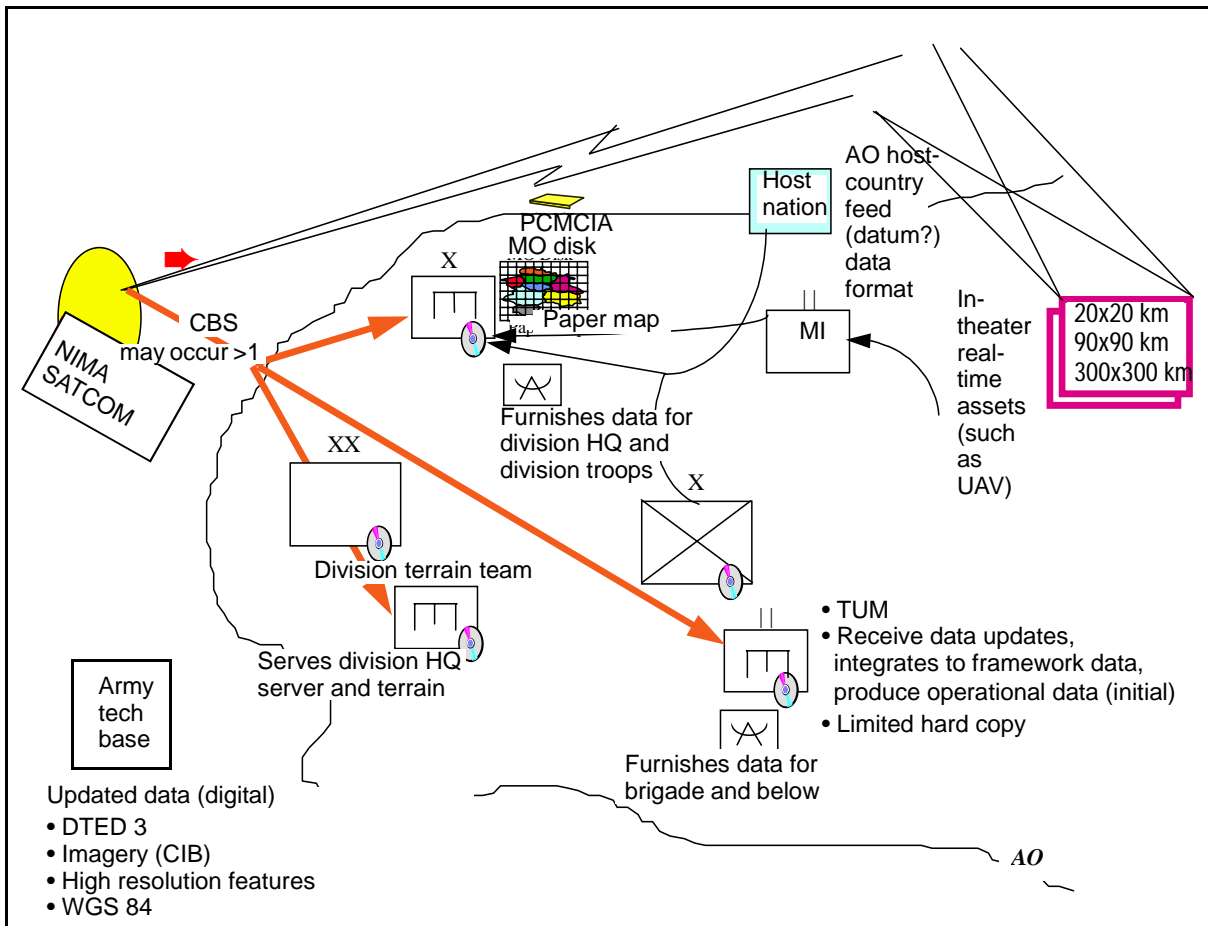 PCMCIA
MO disk
Paper map
X
Host
nation
AO host-
country
feed
(datum?)
data
format
MI
In-
theater
real-
time
assets
(such
as
UAV)
20x20 km
90x90 km
300x300 km
NIMA
SATCOM
CBS
may occur >1
Furnishes data for
division HQ and
division troops
XX
Division terrain team
Serves division HQ
server and terrain
X
• TUM
• Receive data updates,
integrates to framework data,
produce operational data (initial)
• Limited hard copy
Furnishes data for
brigade and below
Army
tech
base
Updated data (digital)
• DTED 3
• Imagery (CIB)
• High resolution features
• WGS 84
AO